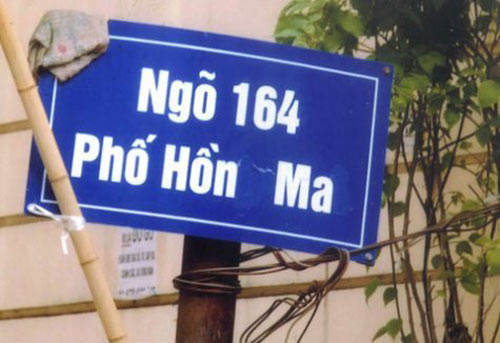 Ngõ 164
Phố Hồn Ma